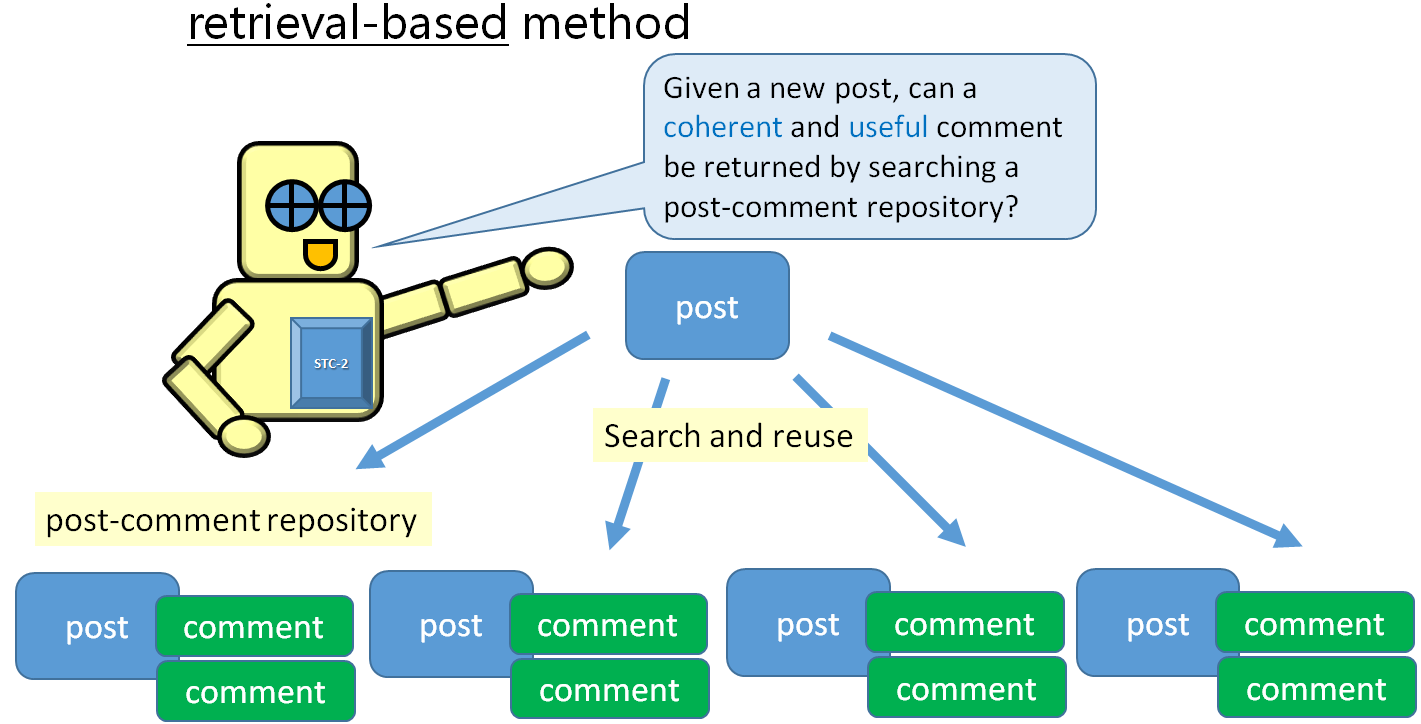 retrieval-based method
Given a new post, can a
coherent and useful comment
be returned by searching a
post-comment repository?
post
STC-2
Search and reuse
post-comment repository
post
comment
comment
post
comment
comment
post
comment
comment
post
comment
comment